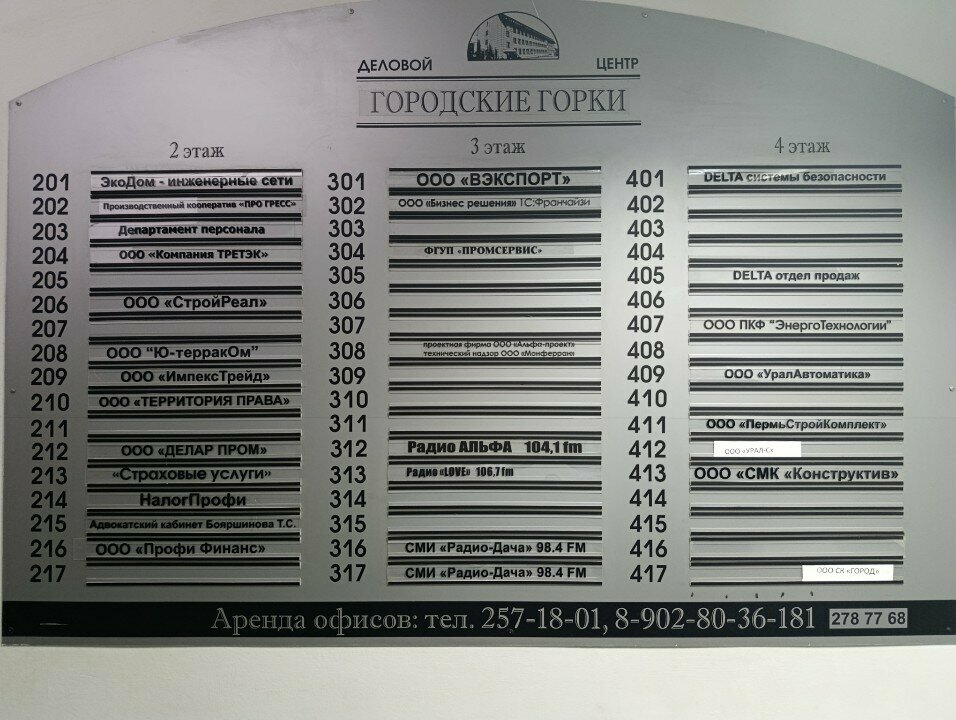 ДЕЛОВОЙ ЦЕНТР
ГОРОДСКИЕ ГОРКИ
2 этаж
201 ЭкоДом - инженерные сети
202 Производственный кооператив «ПРО ГРЕСС»
203 Департамент персонала
204 ООО «Компания ТРЕТЭК»
205
206 ООО «СтройРеал»
207
208 ООО "Ю-терракОм"
209 ООО «ИмпексТрейд»
210 ООО «ТЕРРИТОРИЯ ПРАВА»
211
212 ООО «ДЕЛАР ПРОМ»
213 «Страховые услуги»
214 НалогПрофи
215 Адвокатский кабинет Бояршинова Т.С.
216 ООО «Профи Финанс»
217
3 этаж
301 ООО «ВЭКСПОРТ»
302 ООО «Бизнес решения» 1С:Франчайзи
303
304 ФГУП «ПРОМСЕРВИС»
305
306
307
308 проектная фирма ООО «Альфа-проект»
технический надзор ООО «Монферран»
309
310
311
312 Радио АЛЬФА 104,1 fm
313 Радио «LOVE» 106,7 fm
314
315
316 СМИ «Радио-Дача» 98.4 FM
317 СМИ «Радио-Дача» 98.4 FM
4 этаж
401 DELTA системы безопасности
402
403
404
405 DELTA отдел продаж
406
407 ООО ПКФ "ЭнергоТехнологии"
408
409 ООО «УралАвтоматика»
410
411 ООО «ПермьСтройКомплект»
412 ООО «УРАЛ-СК»
413 ООО «СМК «Конструктив»
414
415
416
417 ООО СК «ГОРОД»
Аренда офисов: тел. 257-18-01, 8-902-80-36-181 278 77 68